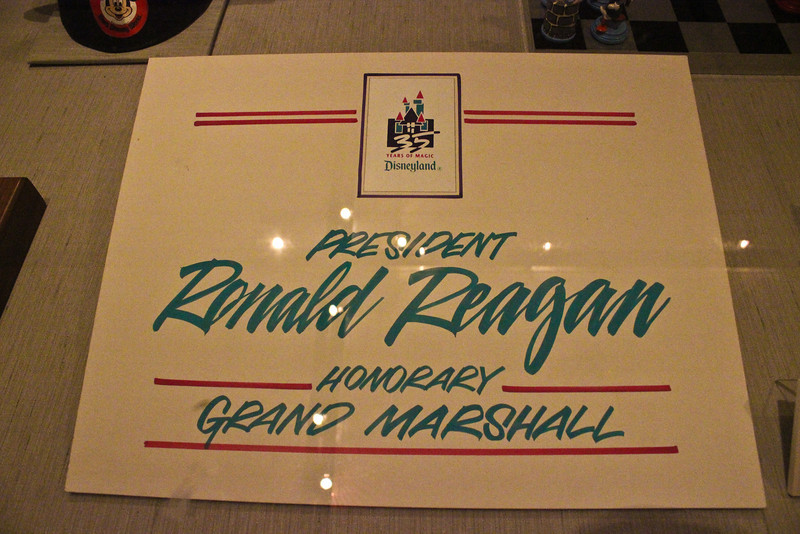 35
YEARS OF MAGIC
Disneyland®
PRESIDENT
Ronald Reagan
HONORARY
GRAND MARSHALL